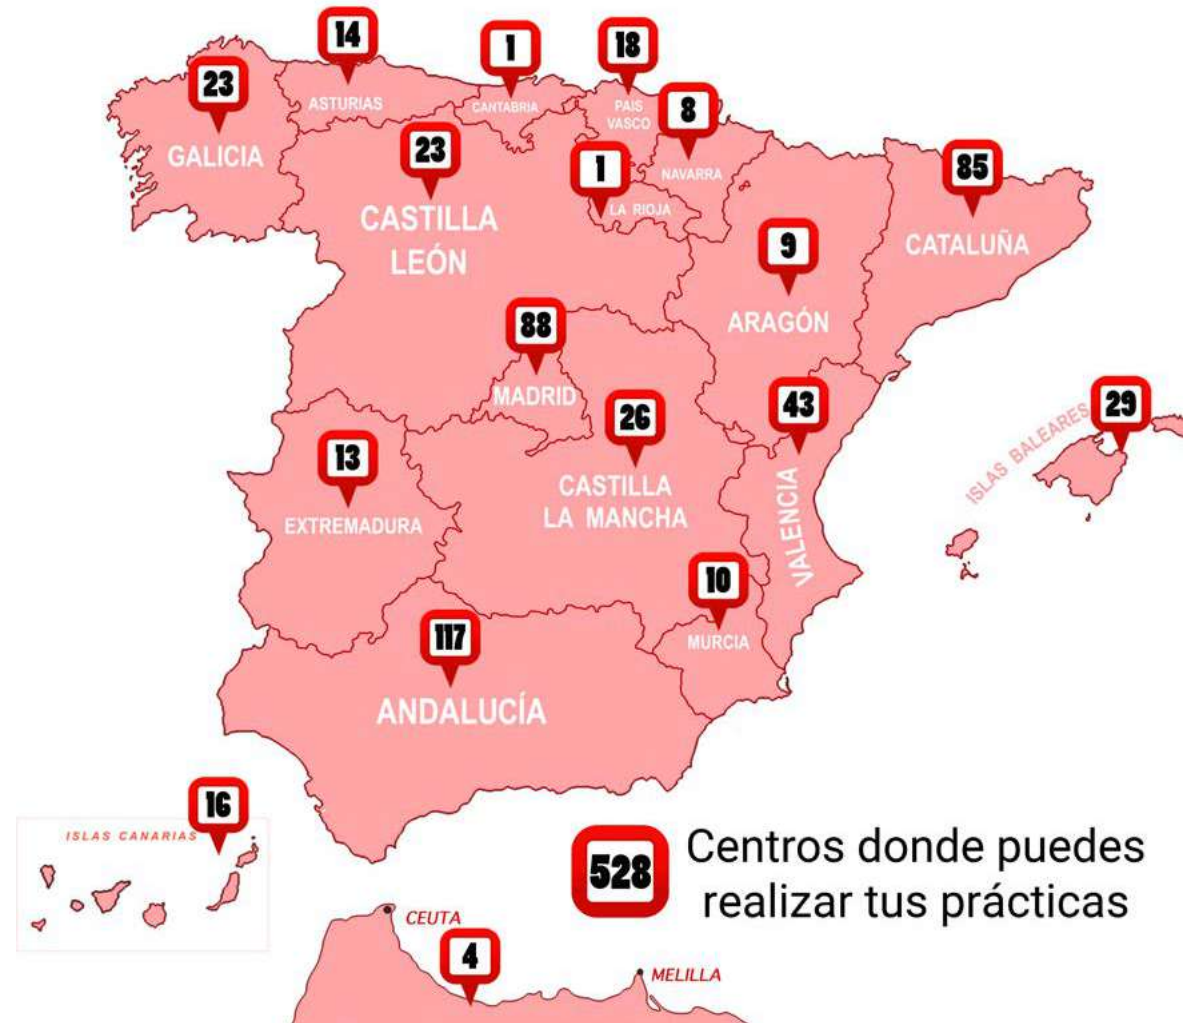 14
1
18
23
ASTURIAS
CANTABRIA
PAIS
VASCO
8
GALICIA
23
1
NAVARRA
85
LA RIOJA
CASTILLA
LEÓN
9
CATALUÑA
ARAGÓN
88
MADRID
26
43
29
ISLAS BALEARES
13
CASTILLA
LA MANCHA
EXTREMADURA
VALENCIA
10
MURCIA
117
ANDALUCÍA
16
ISLAS CANARIAS
528
Centros donde puedes
realizar tus prácticas
CEUTA
4
MELILLA